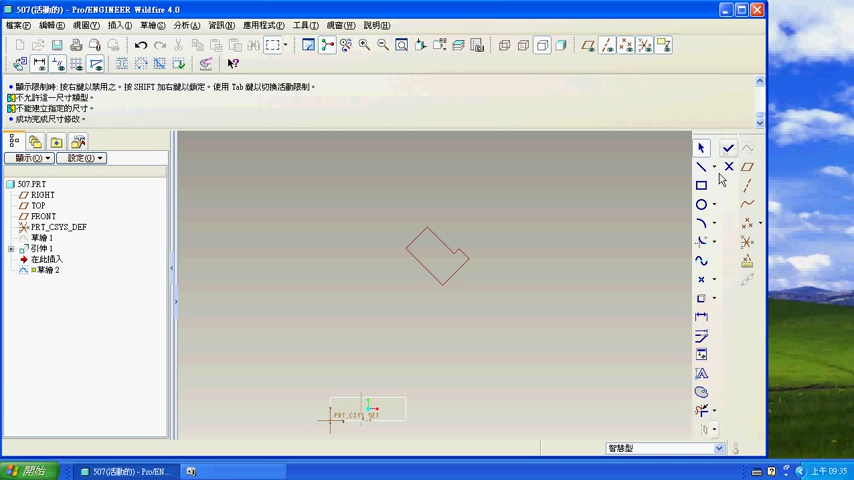 507(活動的) - Pro/ENGINEER Wildfire 4.0
檔案(F) 編輯(E) 視圖(V) 插入(I) 草繪(S) 分析(A) 資訊(N) 應用程式(P) 工具(T) 視窗(W) 說明(H)
顯示限制時: 按右鍵以禁用之。按 SHIFT 加右鍵以鎖定。使用 Tab 鍵以切換活動限制。
不允許這一尺寸類型。
不能建立指定的尺寸。
成功完成尺寸修改。
顯示(O) 設定(G)
507.PRT
RIGHT
TOP
FRONT
PRT_CSYS_DEF
草繪 1
引伸 1
在此插入
草繪 2
PRT_CSYS_DEF
智慧型
開始 507(活動的) - Pro/EN... 上午 09:35